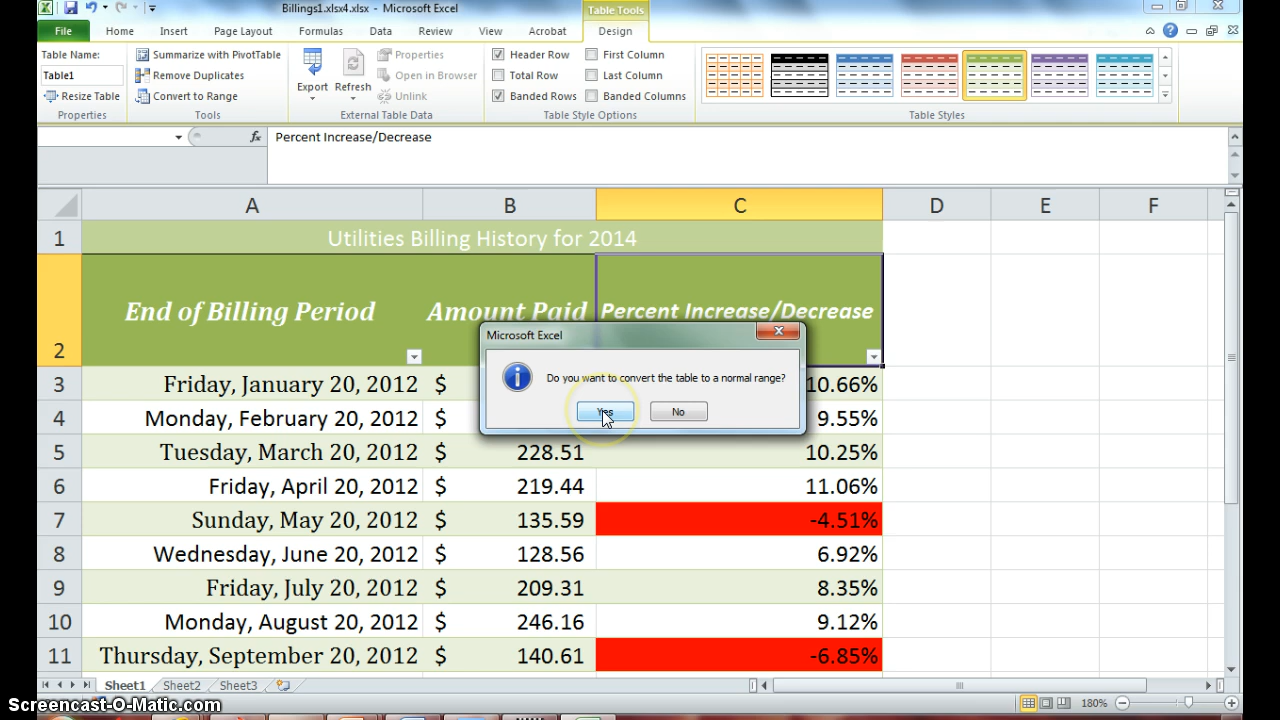 Billings1.xlsx4.xlsx - Microsoft Excel
Table Tools
File Home Insert Page Layout Formulas Data Review View Acrobat Design
Table Name:
Table1
Resize Table
Properties
Summarize with PivotTable
Remove Duplicates
Convert to Range
Tools
Export
Refresh
Properties
Open in Browser
Unlink
External Table Data
Header Row
Total Row
Banded Rows
First Column
Last Column
Banded Columns
Table Style Options
Table Styles
fx Percent Increase/Decrease
A B C D E F
1 Utilities Billing History for 2014
2 End of Billing Period Amount Paid Percent Increase/Decrease
Microsoft Excel
Do you want to convert the table to a normal range?
Yes No
3 Friday, January 20, 2012 $ 10.66%
4 Monday, February 20, 2012 $ 9.55%
5 Tuesday, March 20, 2012 $ 228.51 10.25%
6 Friday, April 20, 2012 $ 219.44 11.06%
7 Sunday, May 20, 2012 $ 135.59 -4.51%
8 Wednesday, June 20, 2012 $ 128.56 6.92%
9 Friday, July 20, 2012 $ 209.31 8.35%
10 Monday, August 20, 2012 $ 246.16 9.12%
11 Thursday, September 20, 2012 $ 140.61 -6.85%
Sheet1 Sheet2 Sheet3
180%
Screencast-O-Matic.com